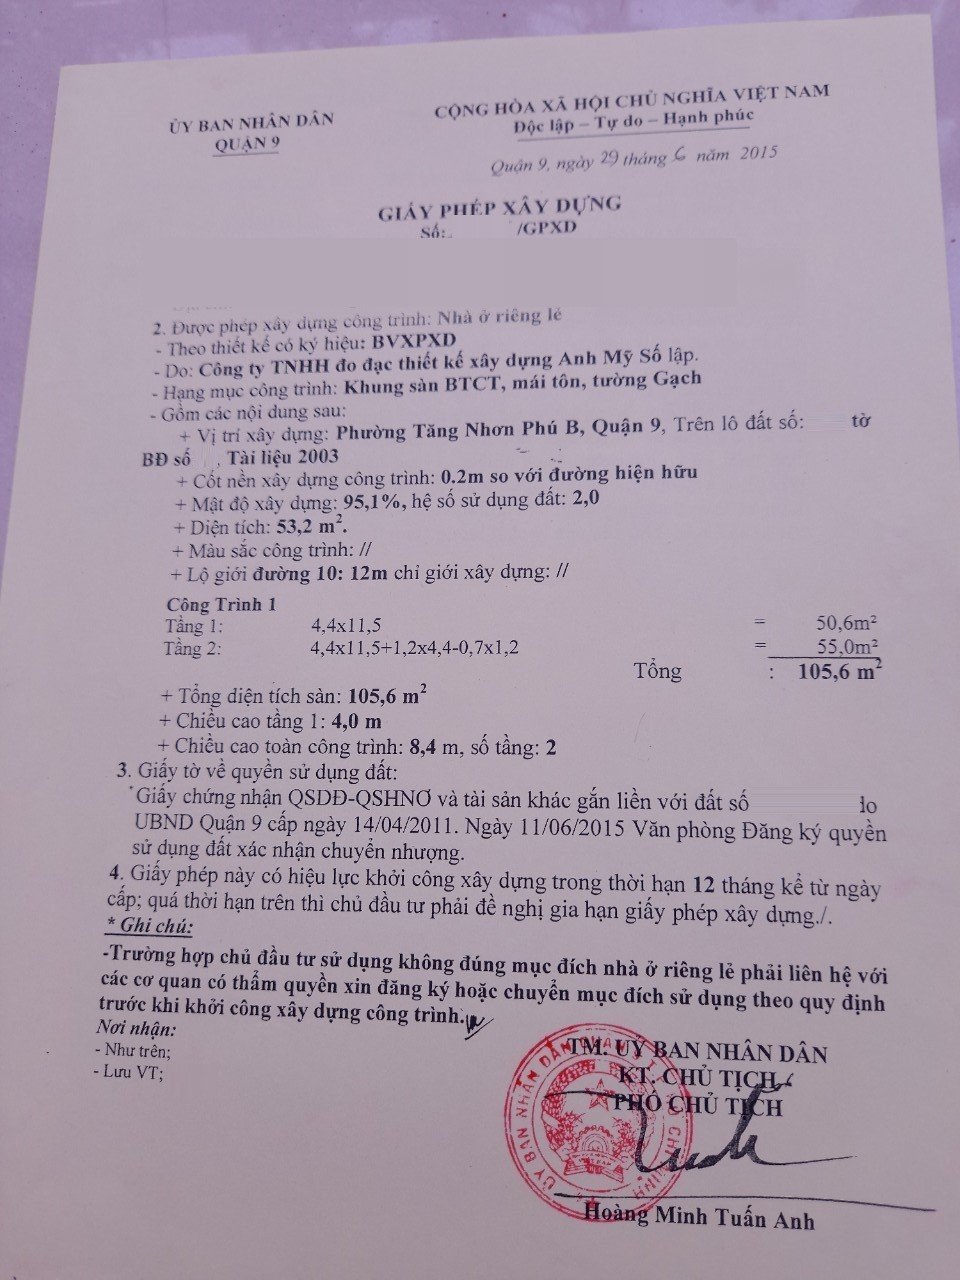 ỦY BAN NHÂN DÂN
QUẬN 9
CỘNG HÒA XÃ HỘI CHỦ NGHĨA VIỆT NAM
Độc lập – Tự do – Hạnh phúc
Quận 9, ngày 29 tháng 6 năm 2015
GIẤY PHÉP XÂY DỰNG
Số: /GPXD
2. Được phép xây dựng công trình: Nhà ở riêng lẻ
- Theo thiết kế có ký hiệu: BVXPXD
- Do: Công ty TNHH đo đạc thiết kế xây dựng Anh Mỹ Số lập.
- Hạng mục công trình: Khung sàn BTCT, mái tôn, tường Gạch
- Gồm các nội dung sau:
+ Vị trí xây dựng: Phường Tăng Nhơn Phú B, Quận 9, Trên lô đất số: tờ
BĐ số , Tài liệu 2003
+ Cốt nền xây dựng công trình: 0.2m so với đường hiện hữu
+ Mật độ xây dựng: 95,1%, hệ số sử dụng đất: 2,0
+ Diện tích: 53,2 m².
+ Màu sắc công trình: //
+ Lộ giới đường 10: 12m chỉ giới xây dựng: //
Công Trình 1
Tầng 1: 4,4x11,5 = 50,6m²
Tầng 2: 4,4x11,5+1,2x4,4-0,7x1,2 = 55,0m²
Tổng : 105,6 m²
+ Tổng diện tích sàn: 105,6 m²
+ Chiều cao tầng 1: 4,0 m
+ Chiều cao toàn công trình: 8,4 m, số tầng: 2
3. Giấy tờ về quyền sử dụng đất:
Giấy chứng nhận QSDĐ-QSHNƠ và tài sản khác gắn liền với đất số
UBND Quận 9 cấp ngày 14/04/2011. Ngày 11/06/2015 Văn phòng Đăng ký quyền
sử dụng đất xác nhận chuyển nhượng.
4. Giấy phép này có hiệu lực khởi công xây dựng trong thời hạn 12 tháng kể từ ngày
cấp; quá thời hạn trên thì chủ đầu tư phải đề nghị gia hạn giấy phép xây dựng./.
* Ghi chú:
-Trường hợp chủ đầu tư sử dụng không đúng mục đích nhà ở riêng lẻ phải liên hệ với
các cơ quan có thẩm quyền xin đăng ký hoặc chuyển mục đích sử dụng theo quy định
trước khi khởi công xây dựng công trình.
Nơi nhận:
- Như trên;
- Lưu VT;
TM. UỶ BAN NHÂN DÂN
KT. CHỦ TỊCH
PHÓ CHỦ TỊCH
Hoàng Minh Tuấn Anh